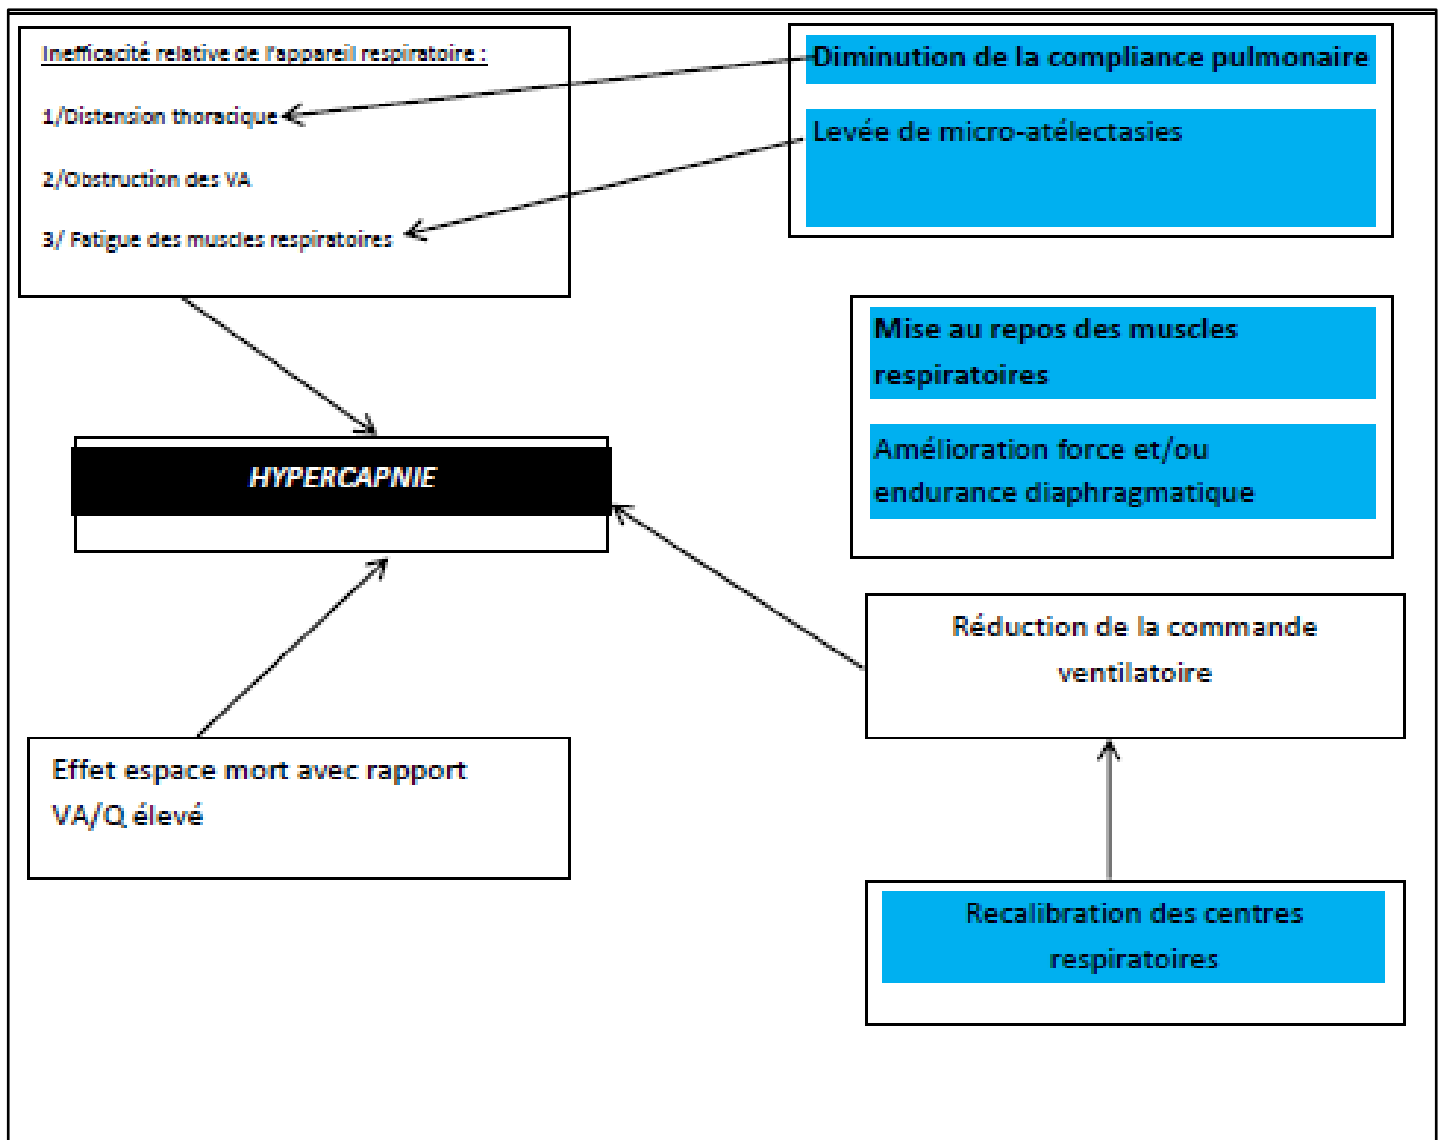 Inefficacité relative de l'appareil respiratoire :
1/Distension thoracique
2/Obstruction des VA
3/ Fatigue des muscles respiratoires
Diminution de la compliance pulmonaire
Levée de micro-atélectasies
Mise au repos des muscles
respiratoires
Amélioration force et/ou
endurance diaphragmatique
HYPERCAPNIE
Réduction de la commande
ventilatoire
Effet espace mort avec rapport
VA/Q élevé
Recalibration des centres
respiratoires